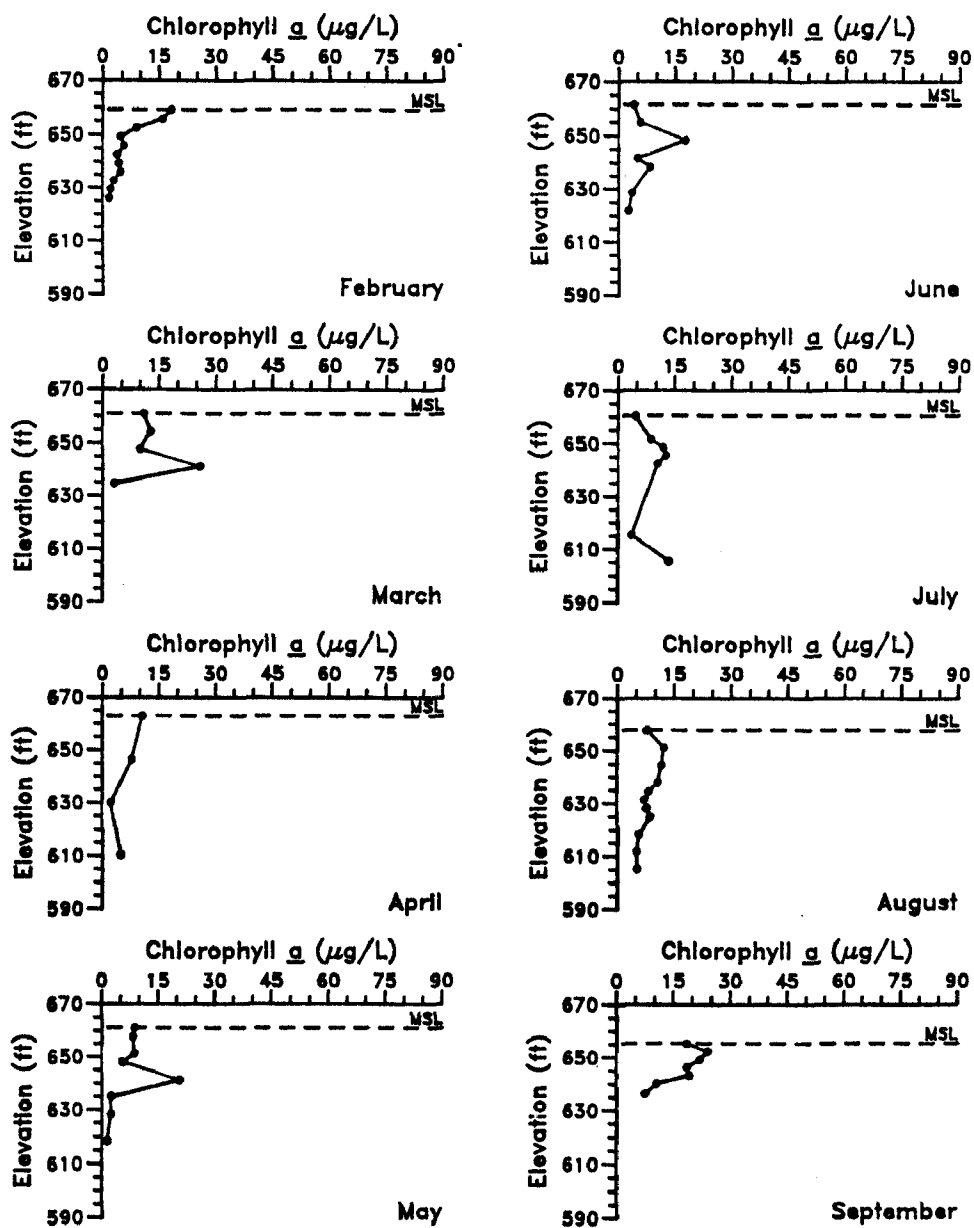 Chlorophyll a (μg/L)
0 15 30 45 60 75 90
670
MSL
650
630
610
590
Elevation (ft)
February
Chlorophyll a (μg/L)
0 15 30 45 60 75 90
670
MSL
650
630
610
590
Elevation (ft)
June
Chlorophyll a (μg/L)
0 15 30 45 60 75 90
670
MSL
650
630
610
590
Elevation (ft)
March
Chlorophyll a (μg/L)
0 15 30 45 60 75 90
670
MSL
650
630
610
590
Elevation (ft)
July
Chlorophyll a (μg/L)
0 15 30 45 60 75 90
670
MSL
650
630
610
590
Elevation (ft)
April
Chlorophyll a (μg/L)
0 15 30 45 60 75 90
670
MSL
650
630
610
590
Elevation (ft)
August
Chlorophyll a (μg/L)
0 15 30 45 60 75 90
670
MSL
650
630
610
590
Elevation (ft)
May
Chlorophyll a (μg/L)
0 15 30 45 60 75 90
670
MSL
650
630
610
590
Elevation (ft)
September